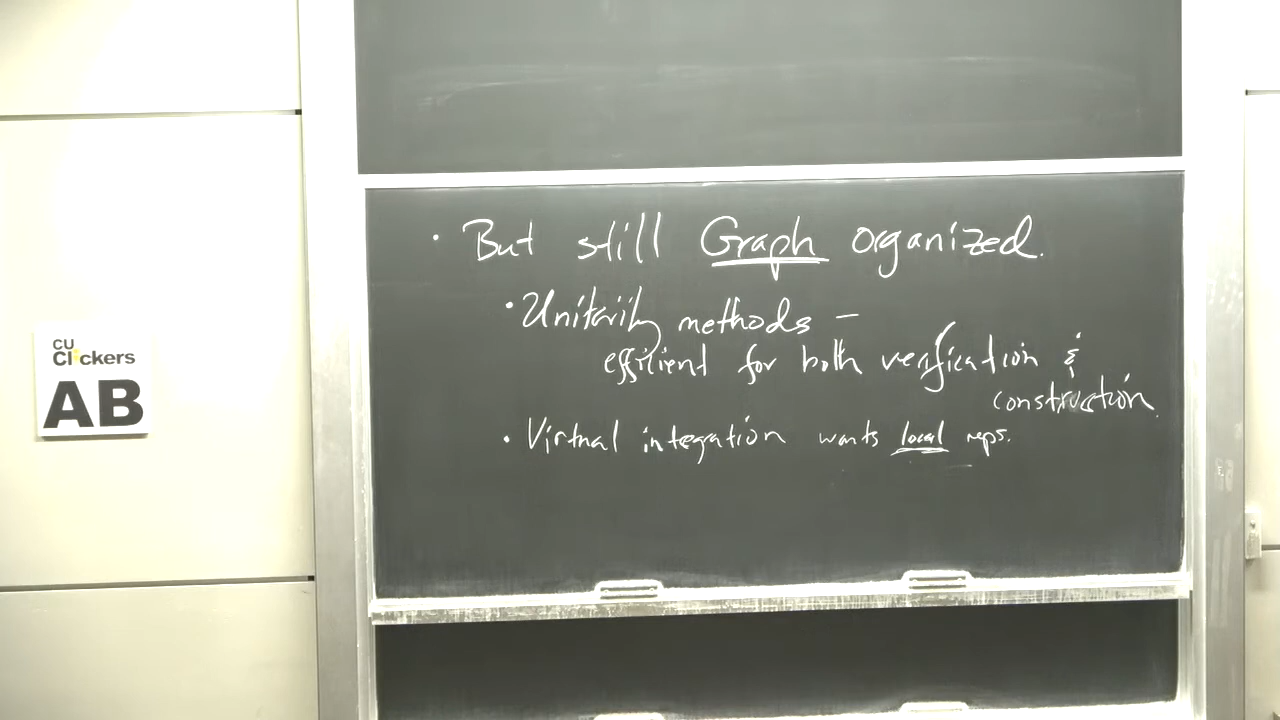 • But still Graph organized.
• Unitarity methods —
efficient for both verification &
construction.
• Virtual integration wants local reps.
CU
Clickers
AB